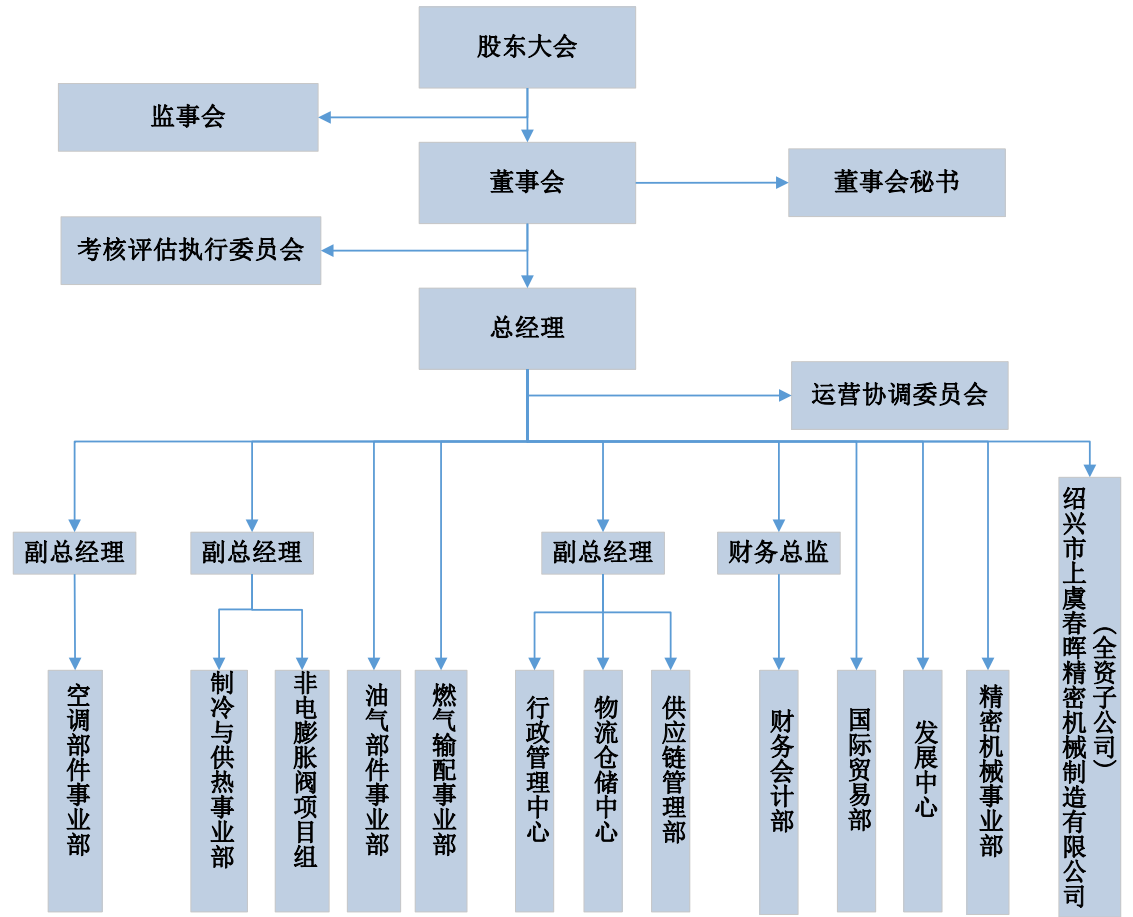 股东大会
监事会
董事会
董事会秘书
考核评估执行委员会
总经理
运营协调委员会
副总经理
副总经理
副总经理
财务总监
空调部件事业部
制冷与供热事业部
非电膨胀阀项目组
油气部件事业部
燃气输配事业部
行政管理中心
物流仓储中心
供应链管理部
财务会计部
国际贸易部
发展中心
精密机械事业部
绍兴市上虞春晖精密机械制造有限公司
（全资子公司）